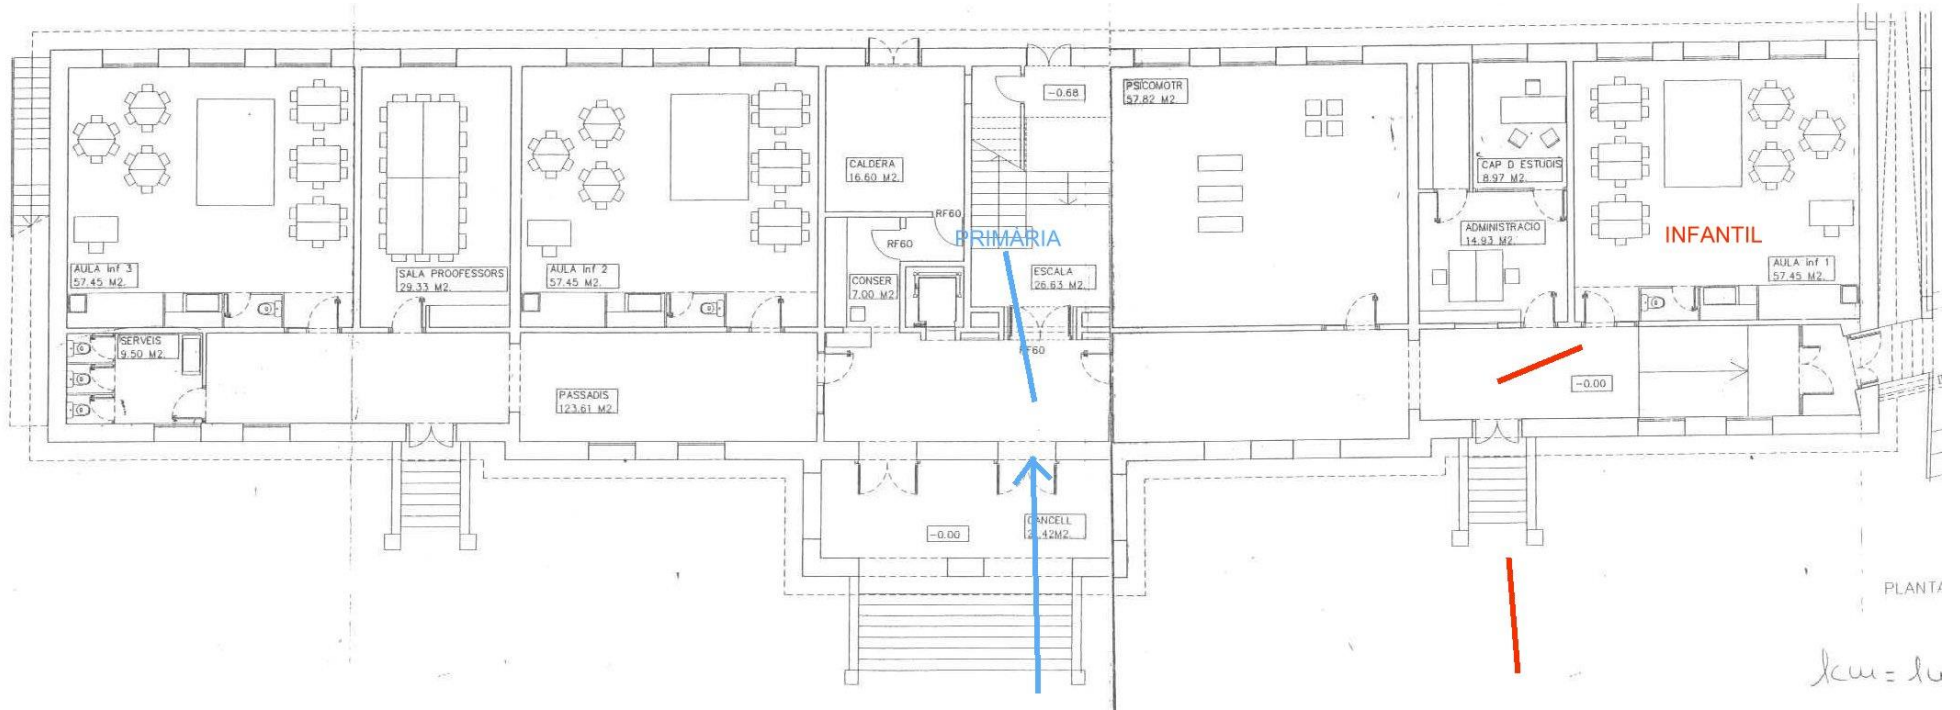 -0.68
PSICOMOTR
57.82 M2.
CALDERA
16.60 M2.
CAP D ESTUDIS
8.97 M2.
RF60
RF60
PRIMÀRIA
ADMINISTRACIO
14.93 M2.
INFANTIL
AULA Inf 3
57.45 M2.
SALA PROOFESSORS
29.33 M2.
AULA Inf 2
57.45 M2.
CONSER
7.00 M2
ESCALA
26.63 M2.
AULA inf 1
57.45 M2.
SERVEIS
9.50 M2.
RF60
-0.00
PASSADIS
123.61 M2.
-0.00
CANCELL
PLANTA